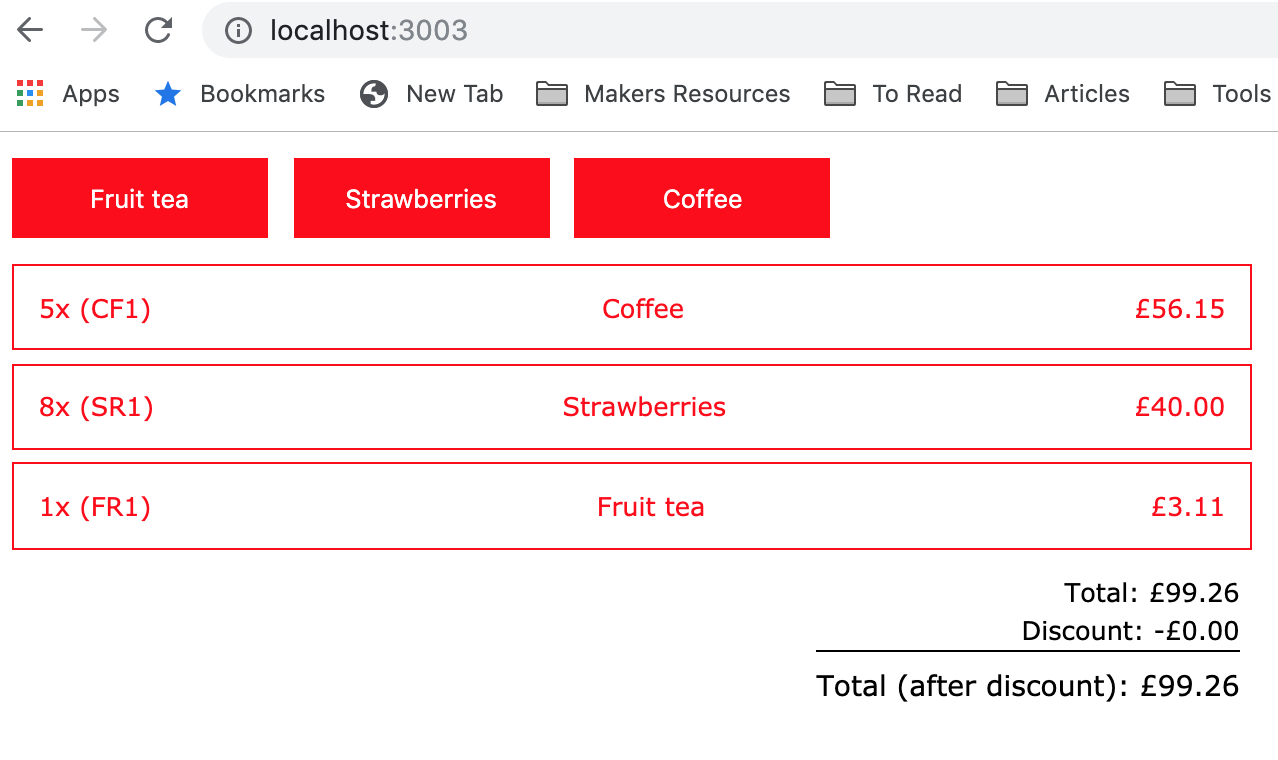 localhost:3003
Apps Bookmarks New Tab Makers Resources To Read Articles Tools
Fruit tea Strawberries Coffee
5x (CF1) Coffee £56.15
8x (SR1) Strawberries £40.00
1x (FR1) Fruit tea £3.11
Total: £99.26
Discount: -£0.00
Total (after discount): £99.26